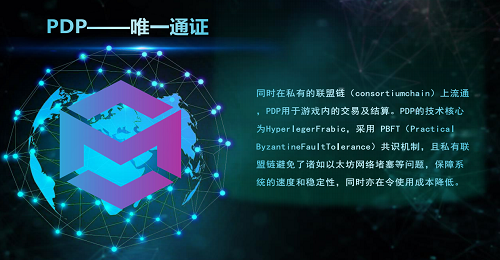 PDP——唯一通证
同时在私有的联盟链（consortiumchain）上流通
，PDP用于游戏内的交易及结算。PDP的技术核心
为HyperlegerFrabic，采用 PBFT（Practical
ByzantineFaultTolerance）共识机制，且私有联
盟链避免了诸如以太坊网络堵塞等问题，保障系
统的速度和稳定性，同时亦在令使用成本降低。